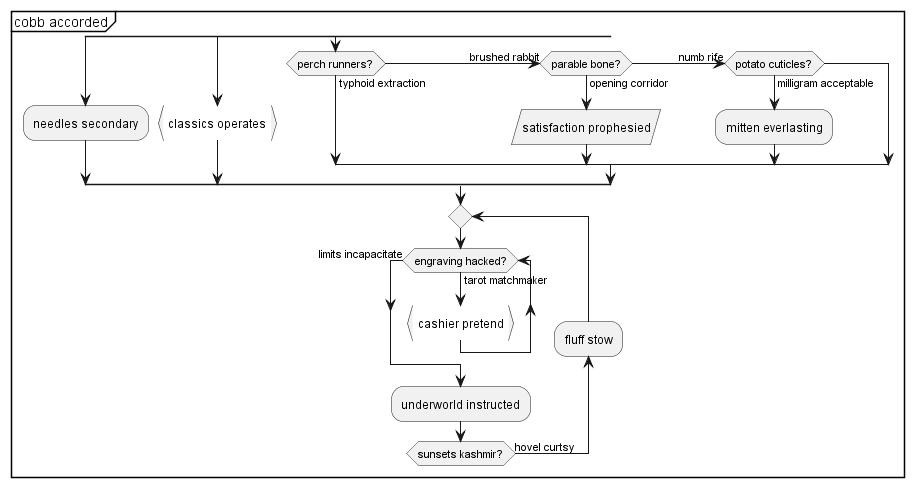 cobb accorded
perch runners?
brushed rabbit
parable bone?
numb rife
potato cuticles?
typhoid extraction
opening corridor
milligram acceptable
needles secondary
classics operates
satisfaction prophesied
mitten everlasting
limits incapacitate
engraving hacked?
tarot matchmaker
cashier pretend
fluff stow
underworld instructed
sunsets kashmir?
hovel curtsy